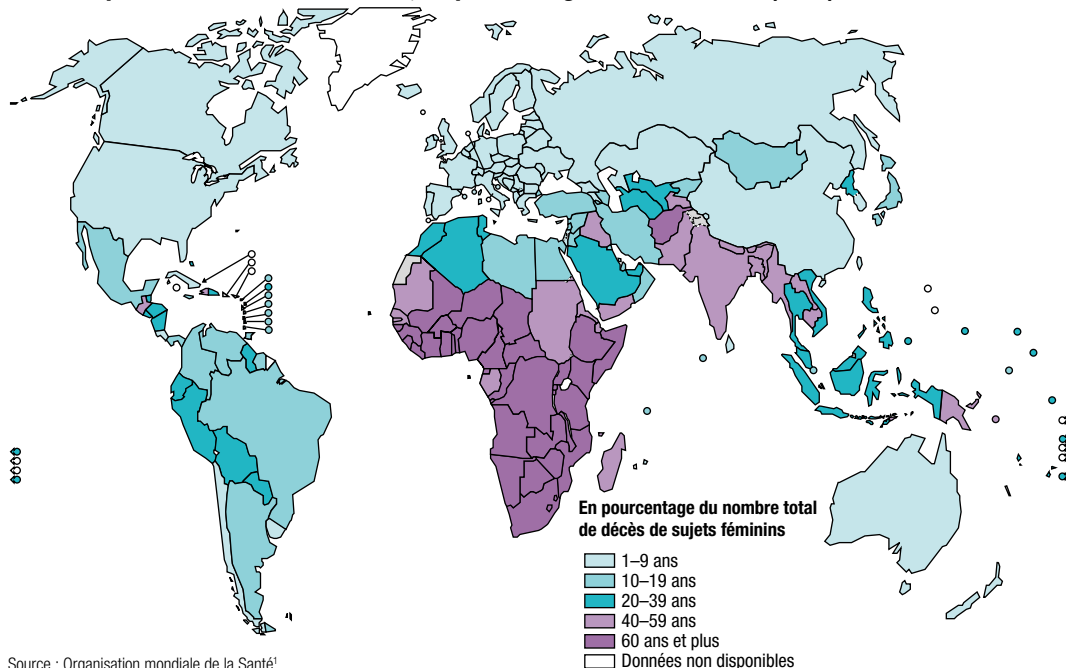 En pourcentage du nombre total
de décès de sujets féminins
1–9 ans
10–19 ans
20–39 ans
40–59 ans
60 ans et plus
Données non disponibles
Source : Organisation mondiale de la Santé¹